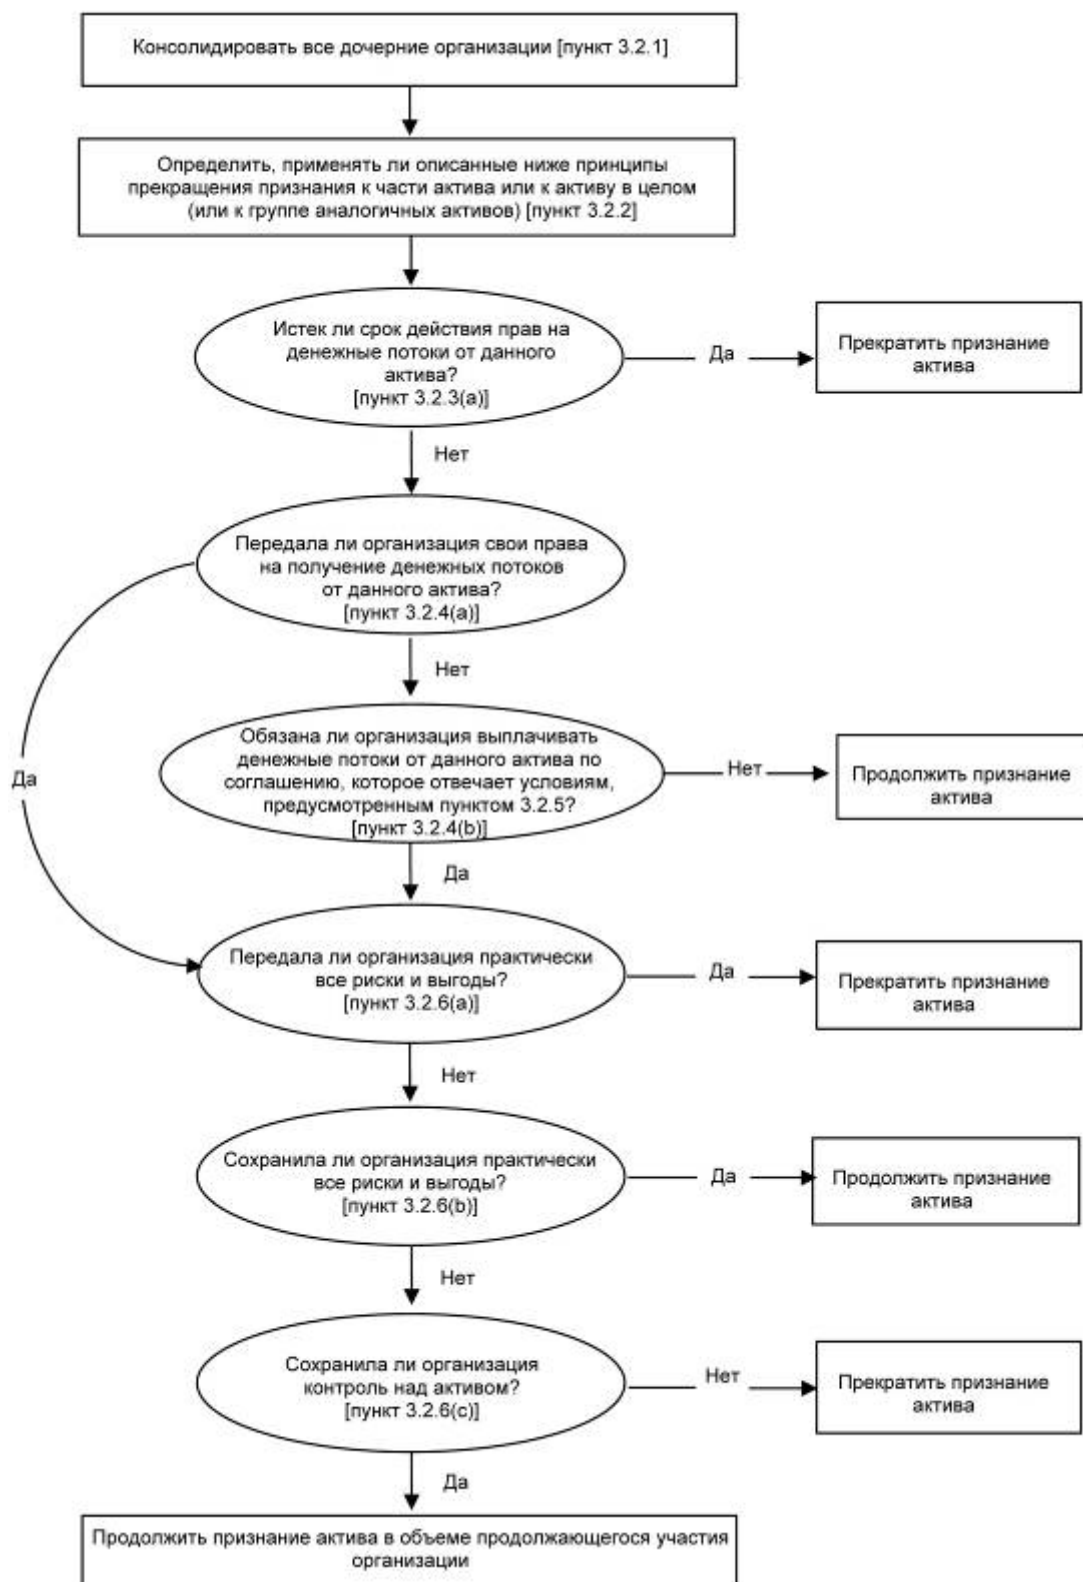 Консолидировать все дочерние организации [пункт 3.2.1]
Определить, применять ли описанные ниже принципы
прекращения признания к части актива или к активу в целом
(или к группе аналогичных активов) [пункт 3.2.2]
Истек ли срок действия прав на
денежные потоки от данного
актива?
[пункт 3.2.3(a)]
Да
Прекратить признание
актива
Нет
Передала ли организация свои права
на получение денежных потоков
от данного актива?
[пункт 3.2.4(a)]
Нет
Да
Обязана ли организация выплачивать
денежные потоки от данного актива по
соглашению, которое отвечает условиям,
предусмотренным пунктом 3.2.5?
[пункт 3.2.4(b)]
Нет
Продолжить признание
актива
Да
Передала ли организация практически
все риски и выгоды?
[пункт 3.2.6(a)]
Да
Прекратить признание
актива
Нет
Сохранила ли организация практически
все риски и выгоды?
[пункт 3.2.6(b)]
Да
Продолжить признание
актива
Нет
Сохранила ли организация
контроль над активом?
[пункт 3.2.6(c)]
Нет
Прекратить признание
актива
Да
Продолжить признание актива в объеме продолжающегося участия
организации